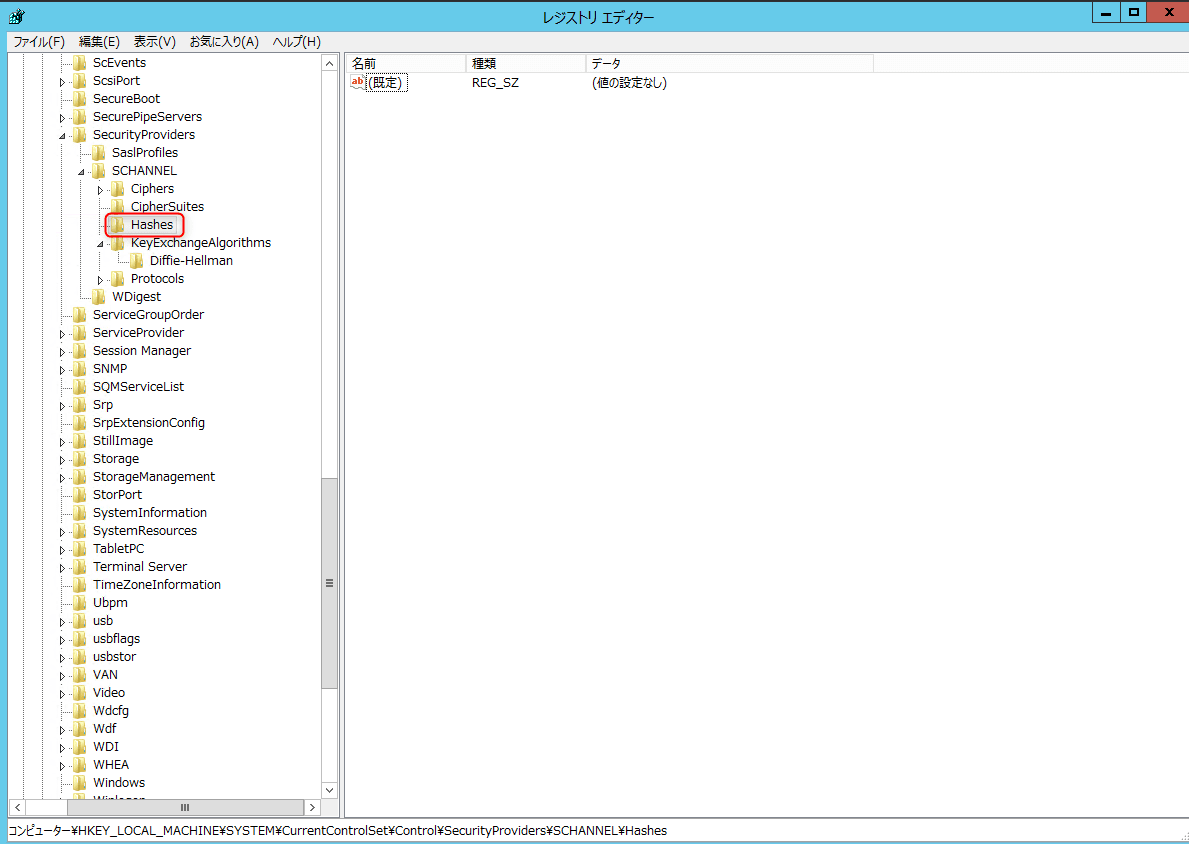 レジストリ エディター
ファイル(F) 編集(E) 表示(V) お気に入り(A) ヘルプ(H)
ScEvents
ScsiPort
SecureBoot
SecurePipeServers
SecurityProviders
SaslProfiles
SCHANNEL
Ciphers
CipherSuites
Hashes
KeyExchangeAlgorithms
Diffie-Hellman
Protocols
WDigest
ServiceGroupOrder
ServiceProvider
Session Manager
SNMP
SQMServiceList
Srp
SrpExtensionConfig
StillImage
Storage
StorageManagement
StorPort
SystemInformation
SystemResources
TabletPC
Terminal Server
TimeZoneInformation
Ubpm
usb
usbflags
usbstor
VAN
Video
Wdcfg
Wdf
WDI
WHEA
Windows
名前 種類 データ
ab (既定) REG_SZ (値の設定なし)
コンピューター¥HKEY_LOCAL_MACHINE¥SYSTEM¥CurrentControlSet¥Control¥SecurityProviders¥SCHANNEL¥Hashes